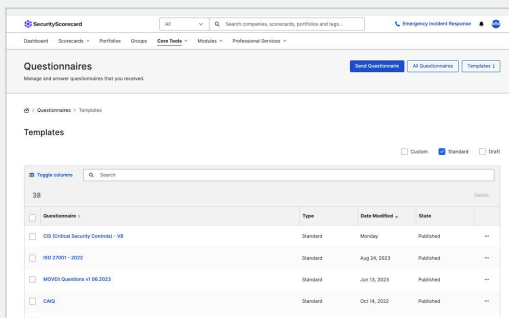 SecurityScorecard
All
Search companies, scorecards, portfolios and tags...
Emergency Incident Response
Dashboard Scorecards Portfolios Groups Core Tools Modules Professional Services
Questionnaires
Manage and answer questionnaires that you received.
Send Questionnaire
All Questionnaires
Templates
Questionnaires > Templates
Templates
Custom Standard Draft
Toggle columns
Search
38
Delete
Questionnaire Type Date Modified State
CIS (Critical Security Controls) - V8 Standard Monday Published ...
ISO 27001 - 2022 Standard Aug 24, 2023 Published ...
MOVEit Questions v1 06.2023 Standard Jun 13, 2023 Published ...
CAIQ Standard Oct 14, 2022 Published ...